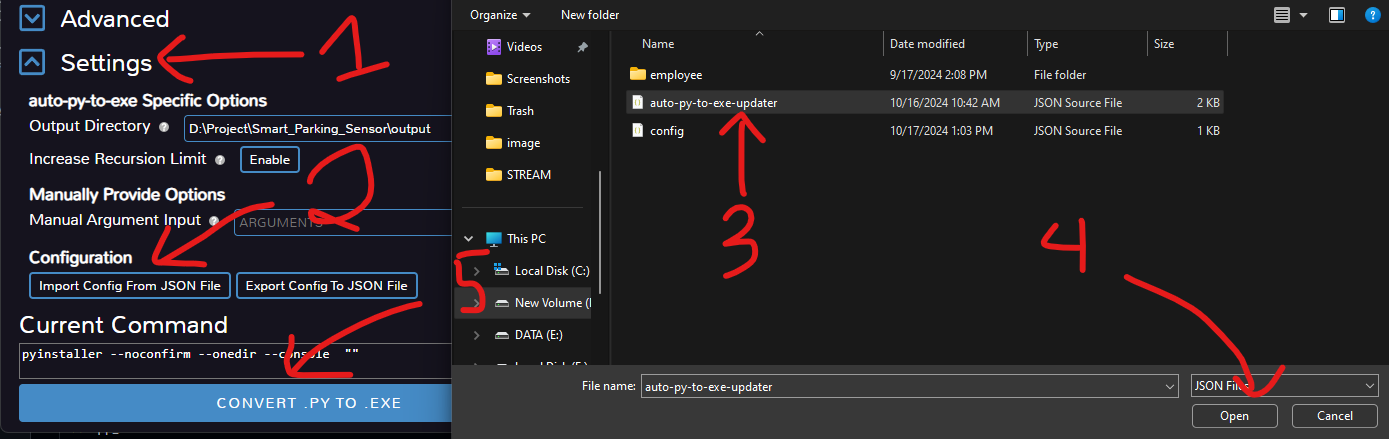 Advanced
Settings
1
auto-py-to-exe Specific Options
Output Directory ?
D:\Project\Smart_Parking_Sensor\output
Increase Recursion Limit ?
Enable
2
Manually Provide Options
Manual Argument Input ?
ARGUMENTS
Configuration
Import Config From JSON File
Export Config To JSON File
5
Current Command
pyinstaller --noconfirm --onedir --console ""
CONVERT .PY TO .EXE
Organize
New folder
?
Videos
Screenshots
Trash
image
STREAM
This PC
Local Disk (C:)
New Volume (
DATA (E:)
Name
Date modified
Type
Size
employee
9/17/2024 2:08 PM
File folder
auto-py-to-exe-updater
10/16/2024 10:42 AM
JSON Source File
2 KB
config
10/17/2024 1:03 PM
JSON Source File
1 KB
3
4
File name:
auto-py-to-exe-updater
JSON Files
Open
Cancel